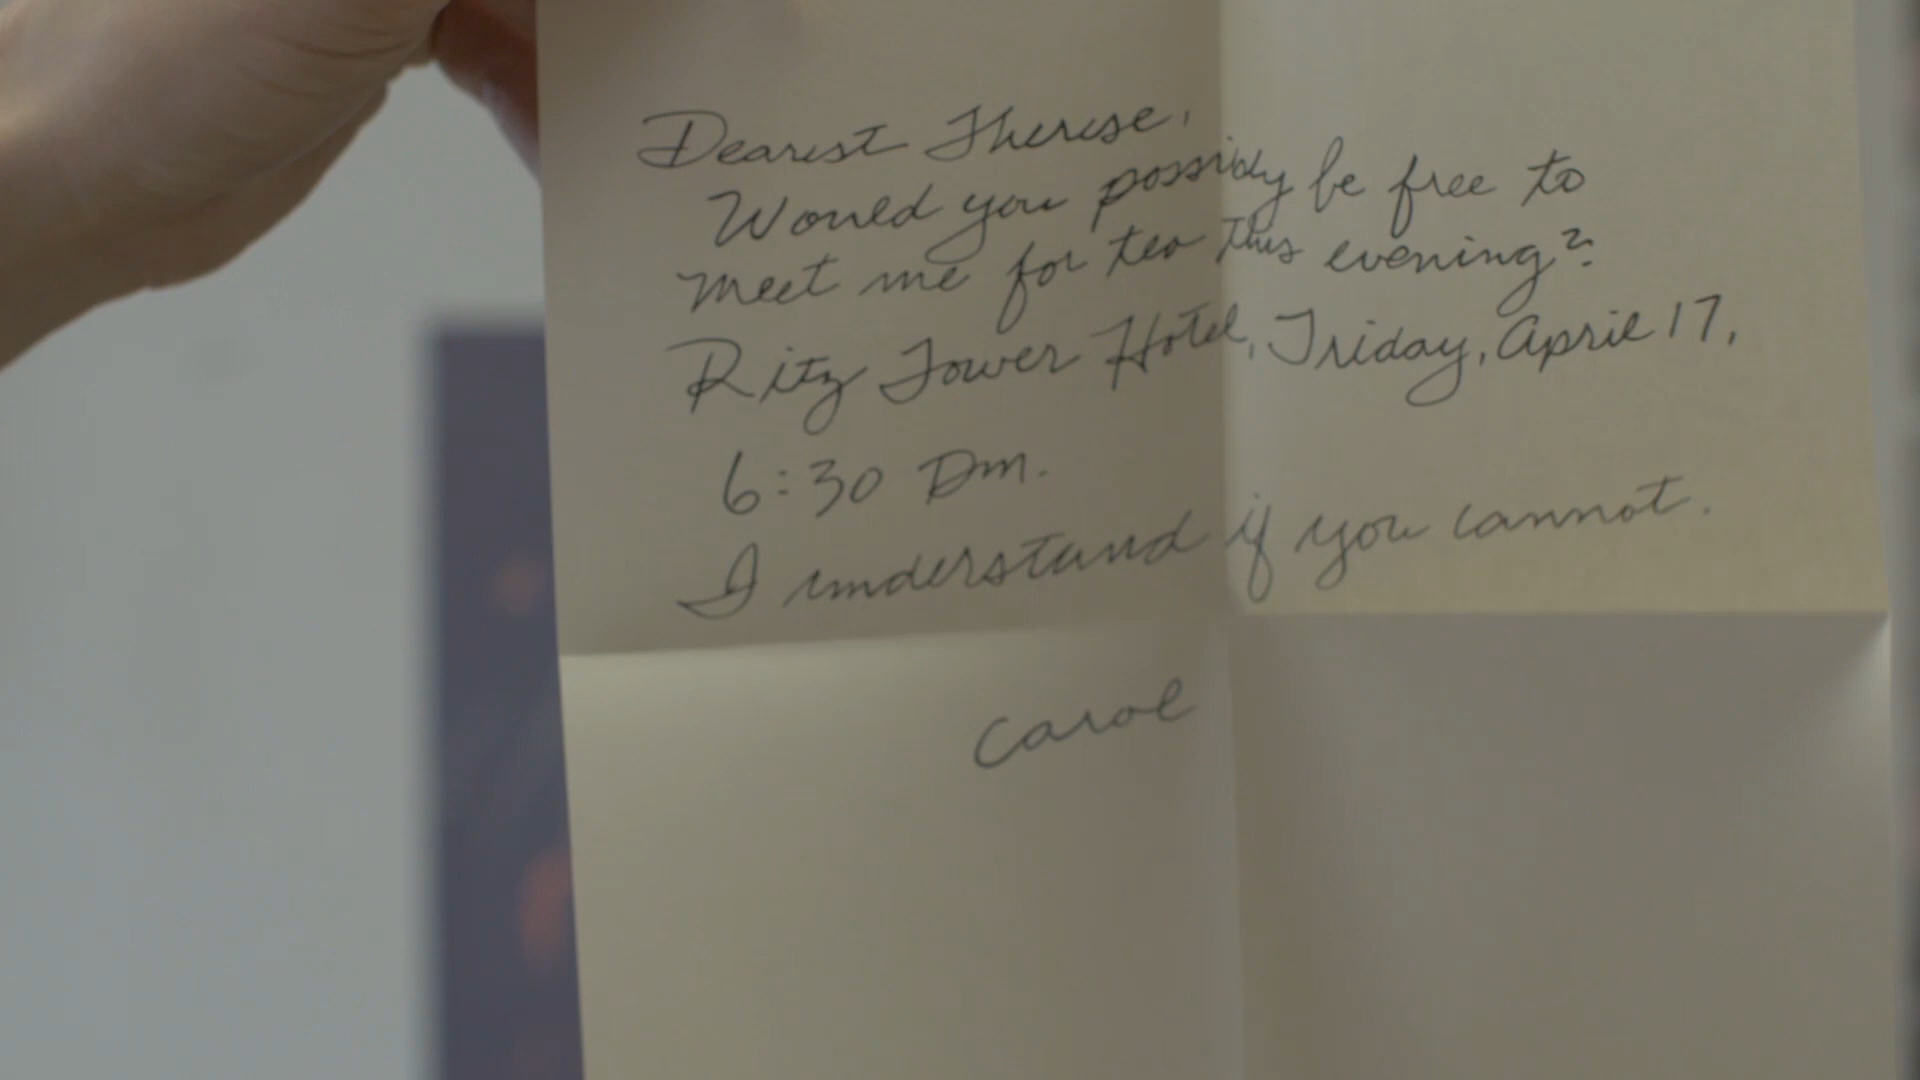 Dearest Therese,
Would you possibly be free to
meet me for tea this evening?
Ritz Tower Hotel, Friday, April 17,
6:30 Pm.
I understand if you cannot.
Carol